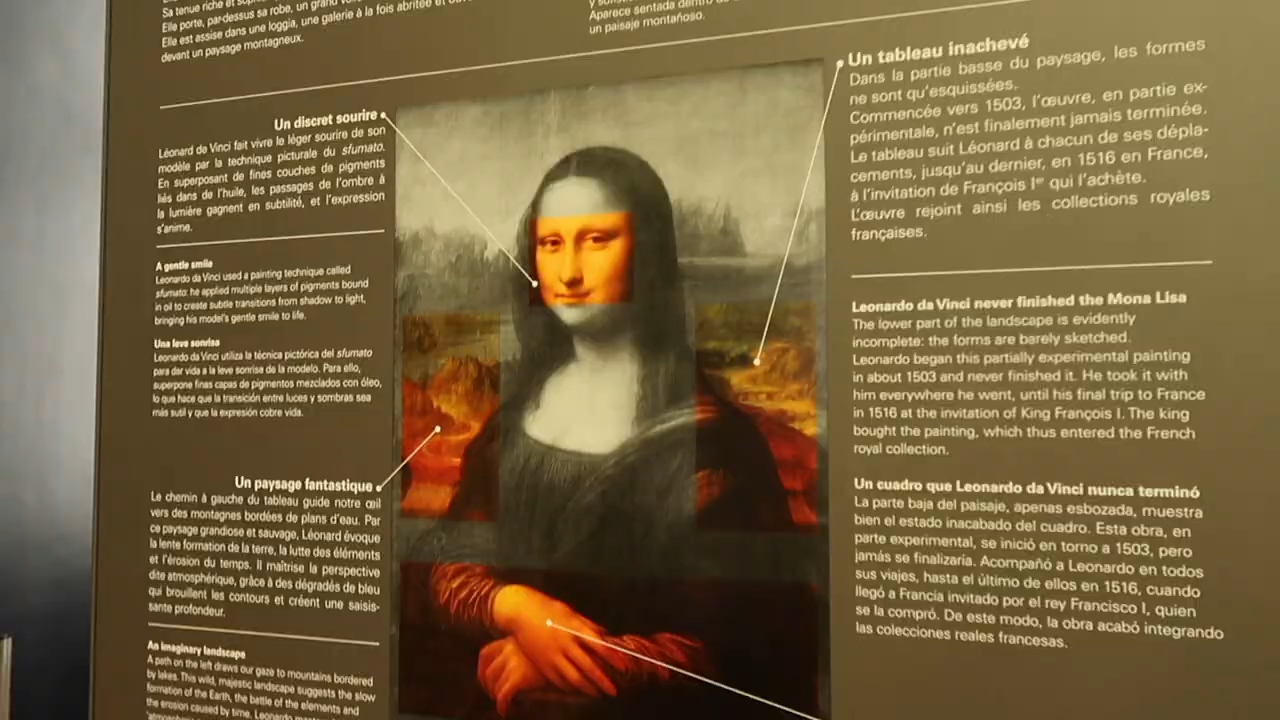 Sa tenue riche et
Elle porte, par-dessus sa robe, un grand
Elle est assise dans une loggia, une galerie à la fois abritée et
devant un paysage montagneux.
Aparece sentada dentro
un paisaje montañoso.
Un discret sourire
Léonard de Vinci fait vivre le léger sourire de son
modèle par la technique picturale du sfumato.
En superposant de fines couches de pigments
liés dans de l'huile, les passages de l'ombre à
la lumière gagnent en subtilité, et l'expression
s'anime.
A gentle smile
Leonardo da Vinci used a painting technique called
sfumato: he applied multiple layers of pigments bound
in oil to create subtle transitions from shadow to light,
bringing his model's gentle smile to life.
Una leve sonrisa
Leonardo da Vinci utiliza la técnica pictórica del sfumato
para dar vida a la leve sonrisa de la modelo. Para ello,
superpone finas capas de pigmentos mezclados con óleo,
lo que hace que la transición entre luces y sombras sea
más sutil y que la expresión cobre vida.
Un paysage fantastique
Le chemin à gauche du tableau guide notre œil
vers des montagnes bordées de plans d'eau. Par
ce paysage grandiose et sauvage, Léonard évoque
la lente formation de la terre, la lutte des éléments
et l'érosion du temps. Il maîtrise la perspective
dite atmosphérique, grâce à des dégradés de bleu
qui brouillent les contours et créent une saisis-
sante profondeur.
An imaginary landscape
A path on the left draws our gaze to mountains bordered
by lakes. This wild, majestic landscape suggests the slow
formation of the Earth, the battle of the elements and
the erosion caused by time. Leonardo
Un tableau inachevé
Dans la partie basse du paysage, les formes
ne sont qu'esquissées.
Commencée vers 1503, l'œuvre, en partie ex-
périmentale, n'est finalement jamais terminée.
Le tableau suit Léonard à chacun de ses dépla-
cements, jusqu'au dernier, en 1516 en France,
à l'invitation de François Ier qui l'achète.
L'œuvre rejoint ainsi les collections royales
françaises.
Leonardo da Vinci never finished the Mona Lisa
The lower part of the landscape is evidently
incomplete: the forms are barely sketched.
Leonardo began this partially experimental painting
in about 1503 and never finished it. He took it with
him everywhere he went, until his final trip to France
in 1516 at the invitation of King François I. The king
bought the painting, which thus entered the French
royal collection.
Un cuadro que Leonardo da Vinci nunca terminó
La parte baja del paisaje, apenas esbozada, muestra
bien el estado inacabado del cuadro. Esta obra, en
parte experimental, se inició en torno a 1503, pero
jamás se finalizaría. Acompañó a Leonardo en todos
sus viajes, hasta el último de ellos en 1516, cuando
llegó a Francia invitado por el rey Francisco I, quien
se la compró. De este modo, la obra acabó integrando
las colecciones reales francesas.